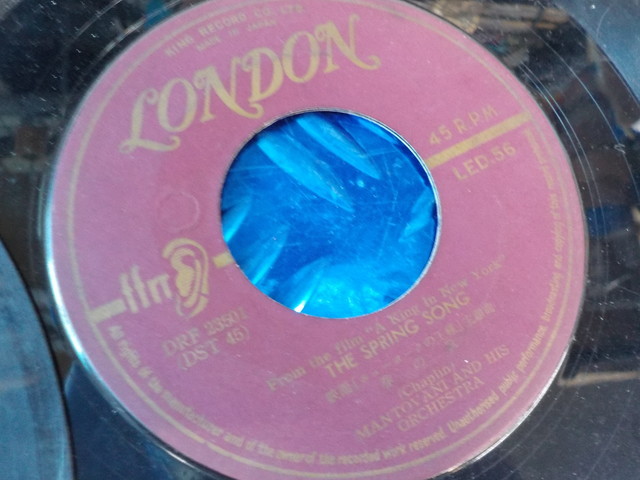 KING RECORD CO. LTD
MADE IN JAPAN
LONDON
45 R.P.M
LED.56
ffrr
DRF 23501
(DST 45)
From the film "A King in New York"
THE SPRING SONG
(Chaplin)
MANTOVANI AND HIS
ORCHESTRA
All rights of the manufacturer and of the owner of the recorded work reserved. Unauthorised public performance, broadcasting and copying of this record prohibited